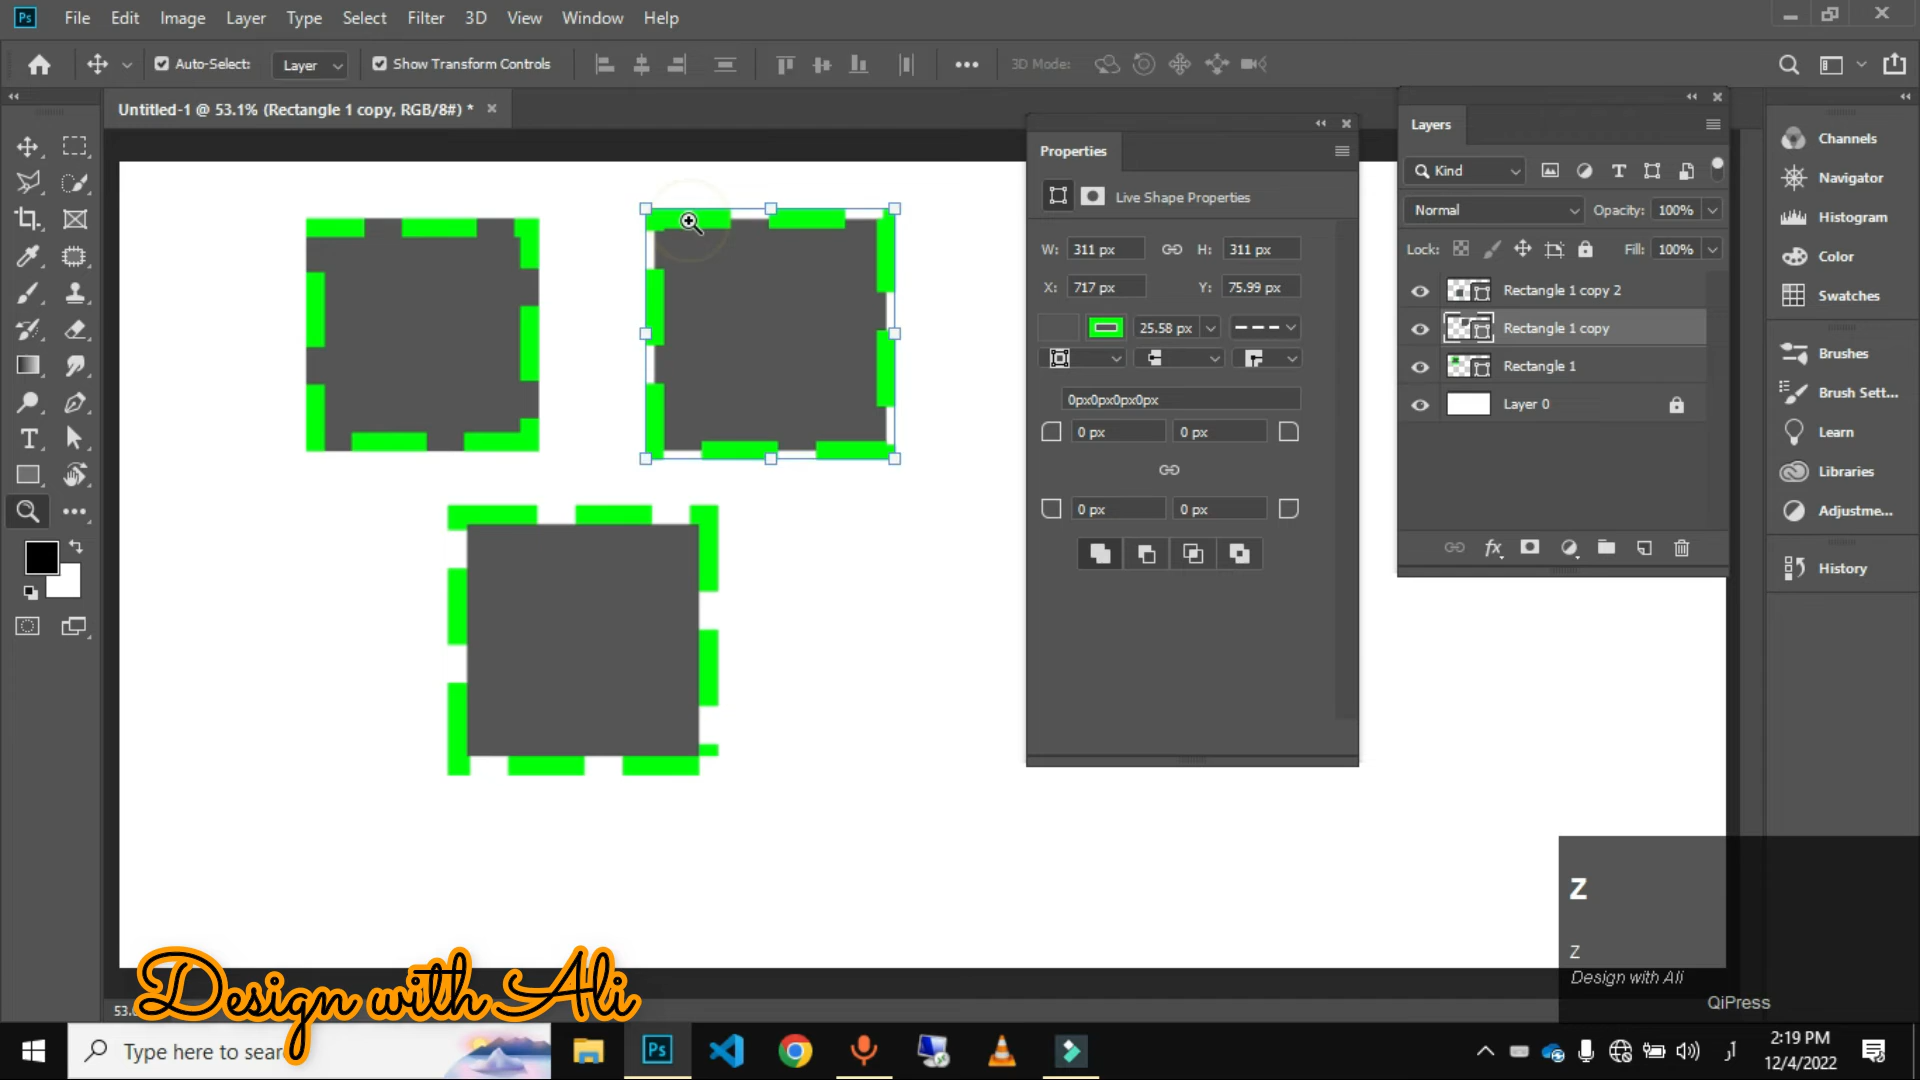 Ps File Edit Image Layer Type Select Filter 3D View Window Help
Auto-Select: Layer Show Transform Controls 3D Mode:
Untitled-1 @ 53.1% (Rectangle 1 copy, RGB/8#) *
Properties
Live Shape Properties
W: 311 px H: 311 px
X: 717 px Y: 75.99 px
25.58 px
0px0px0px0px
0 px 0 px
0 px 0 px
Layers
Kind
Normal Opacity: 100%
Lock: Fill: 100%
Rectangle 1 copy 2
Rectangle 1 copy
Rectangle 1
Layer 0
fx
Channels
Navigator
Histogram
Color
Swatches
Brushes
Brush Sett...
Learn
Libraries
Adjustme...
History
Z
Z
Design with Ali
QiPress
Design with Ali
Type here to sear
Ps
2:19 PM
12/4/2022